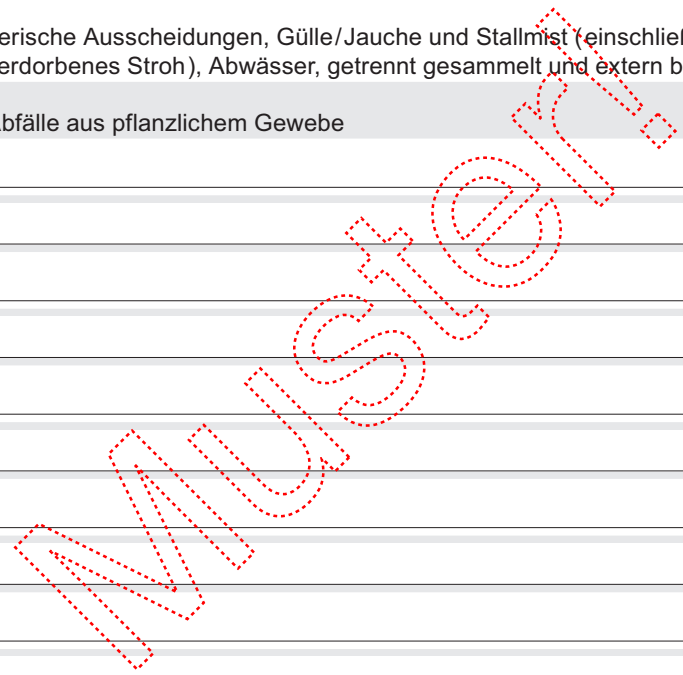 erische Ausscheidungen, Gülle/Jauche und Stallmist (einschließ
erdorbenes Stroh), Abwässer, getrennt gesammelt und extern b
bfälle aus pflanzlichem Gewebe
Muster!